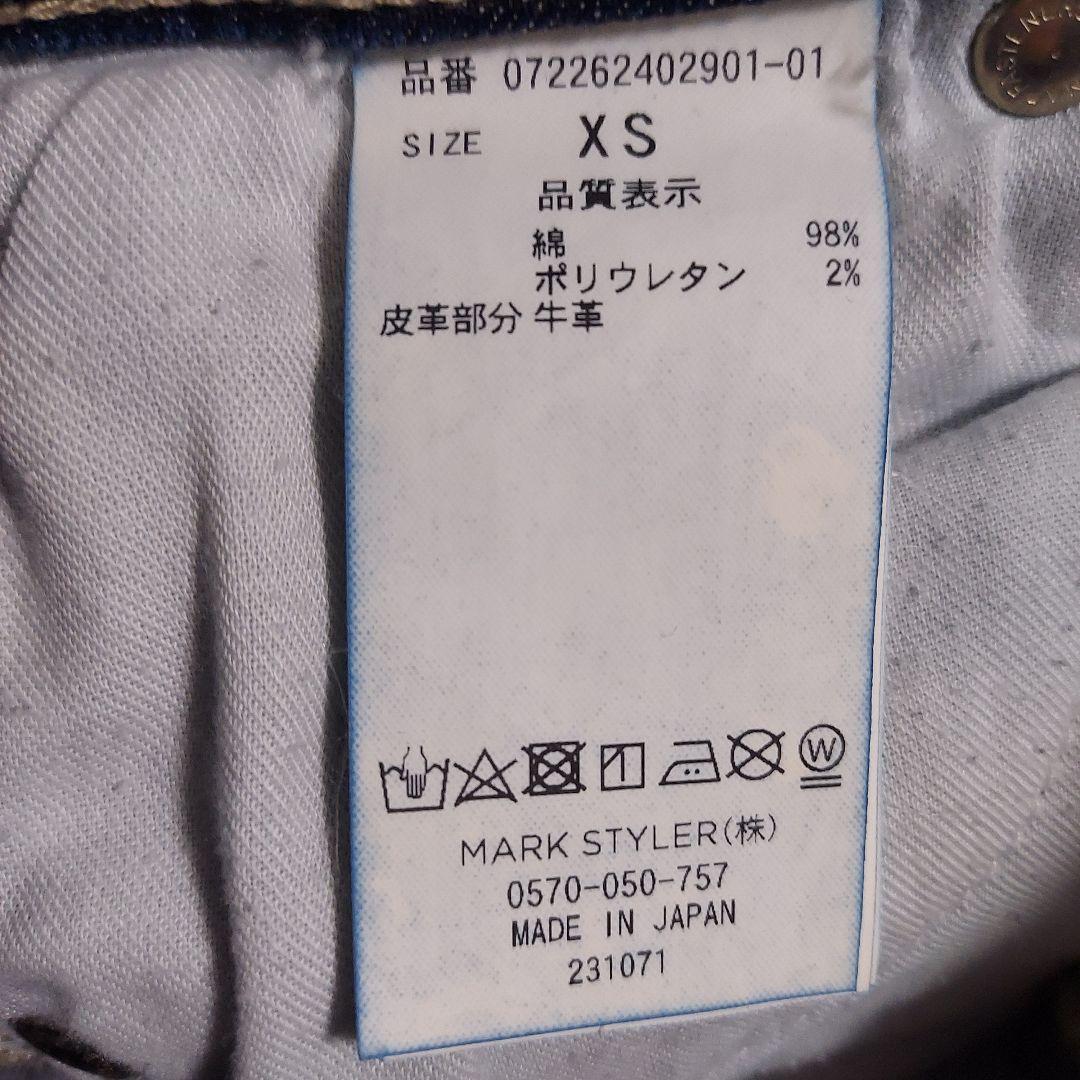 品番 072262402901-01
SIZE XS
品質表示
綿 98%
ポリウレタン 2%
皮革部分 牛革
W
MARK STYLER(株)
0570-050-757
MADE IN JAPAN
231071